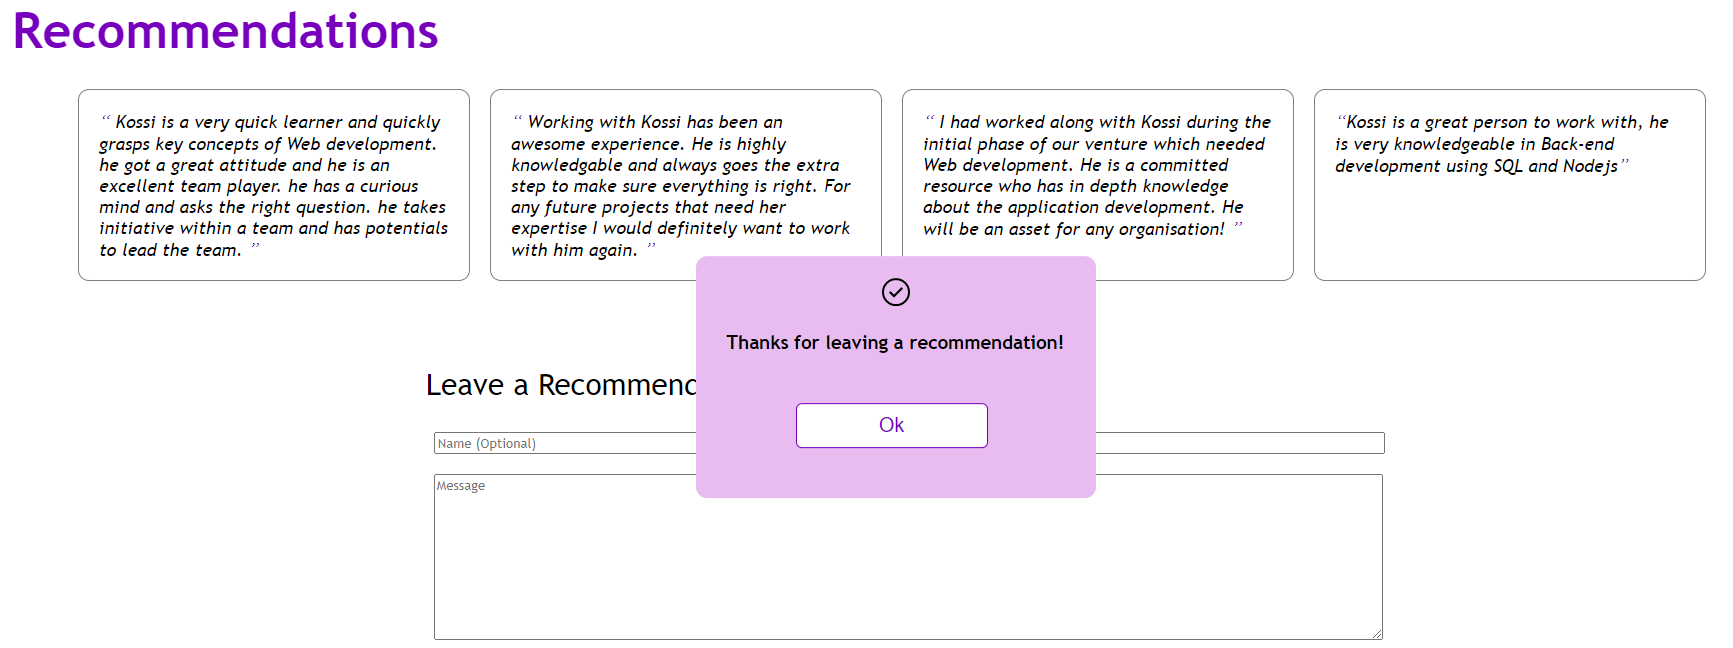 Recommendations
“ Kossi is a very quick learner and quickly
grasps key concepts of Web development.
he got a great attitude and he is an
excellent team player. he has a curious
mind and asks the right question. he takes
initiative within a team and has potentials
to lead the team. ”
“ Working with Kossi has been an
awesome experience. He is highly
knowledgable and always goes the extra
step to make sure everything is right. For
any future projects that need her
expertise I would definitely want to work
with him again. ”
“ I had worked along with Kossi during the
initial phase of our venture which needed
Web development. He is a committed
resource who has in depth knowledge
about the application development. He
will be an asset for any organisation! ”
“Kossi is a great person to work with, he
is very knowledgeable in Back-end
development using SQL and Nodejs”
Thanks for leaving a recommendation!
Ok
Leave a Recommend
Name (Optional)
Message